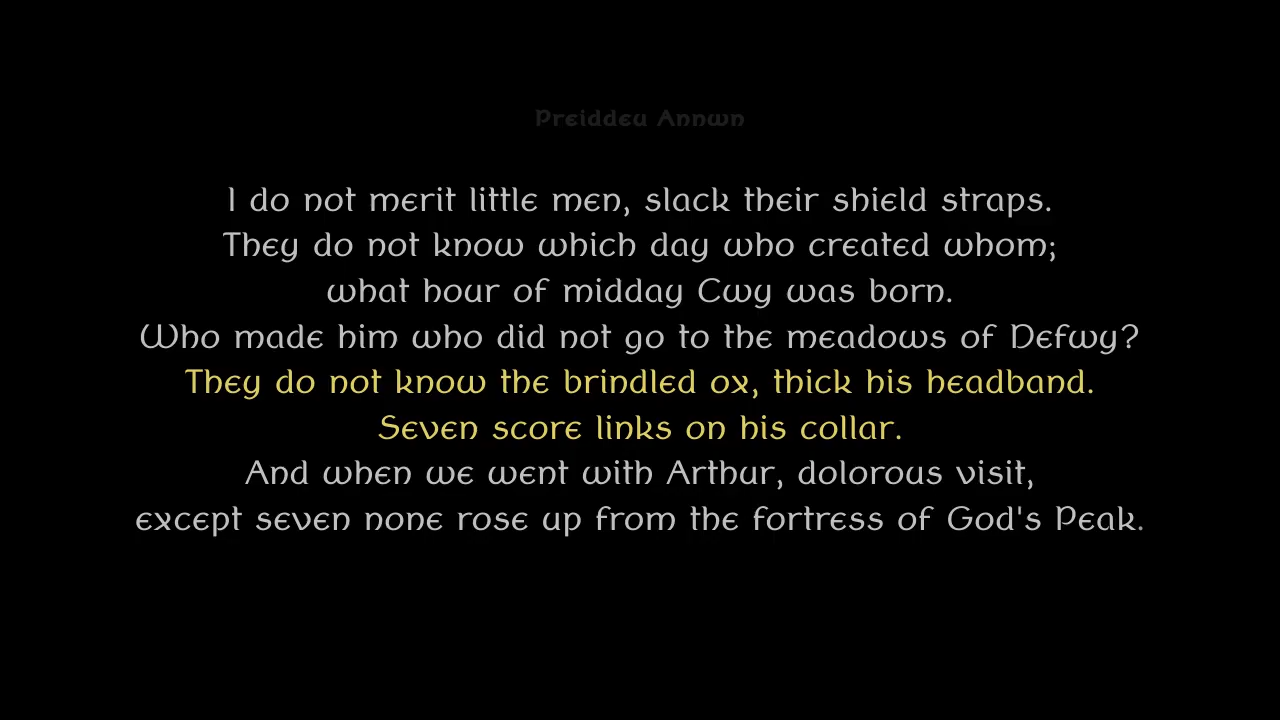 Preiddeu Annwn
I do not merit little men, slack their shield straps.
They do not know which day who created whom;
what hour of midday Cwy was born.
Who made him who did not go to the meadows of Defwy?
They do not know the brindled ox, thick his headband.
Seven score links on his collar.
And when we went with Arthur, dolorous visit,
except seven none rose up from the fortress of God's Peak.